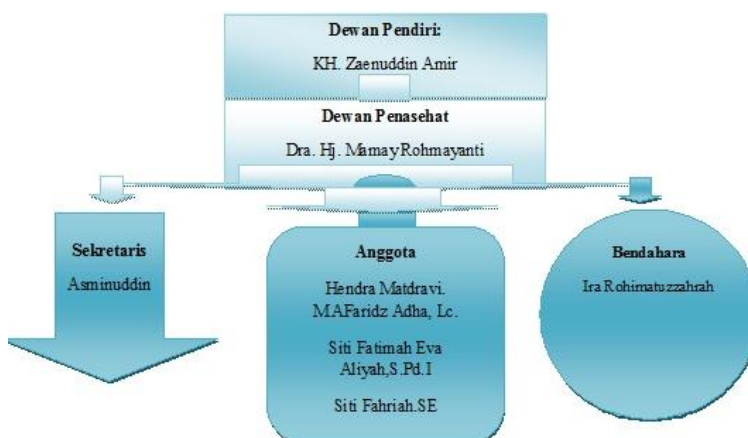 Dewan Pendiri:
KH. Zaenuddin Amir
Dewan Penasehat
Dra. Hj. Mamay Rohmayanti
Sekretaris
Asminuddin
Anggota
Hendra Matdravi.
M.A Faridz Adha, Lc.
Siti Fatimah Eva
Aliyah,S.Pd.I
Siti Fahriah.SE
Bendahara
Ira Rohimatuzzahrah